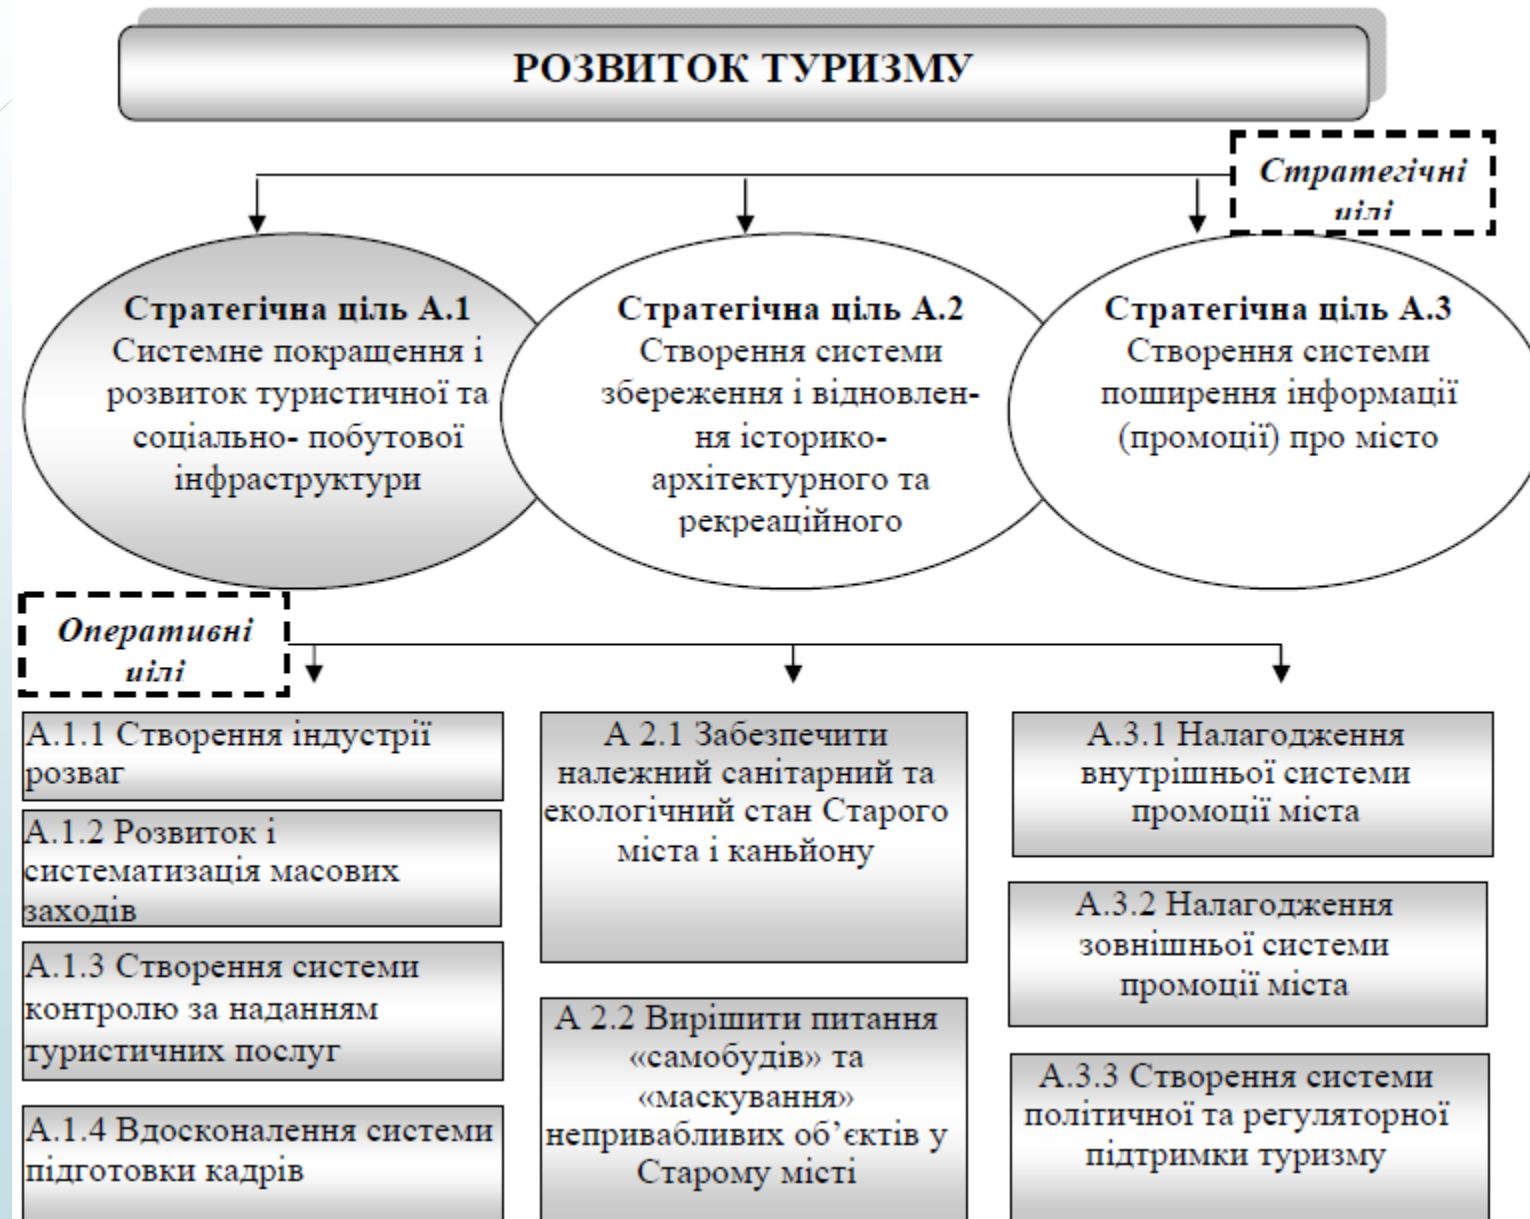 РОЗВИТОК ТУРИЗМУ
Стратегічні
цілі
Стратегічна ціль А.1
Системне покращення і
розвиток туристичної та
соціально- побутової
інфраструктури
Стратегічна ціль А.2
Створення системи
збереження і відновлен-
ня історико-
архітектурного та
рекреаційного
Стратегічна ціль А.3
Створення системи
поширення інформації
(промоції) про місто
Оперативні
цілі
А.1.1 Створення індустрії
розваг
А.1.2 Розвиток і
систематизація масових
заходів
А.1.3 Створення системи
контролю за наданням
туристичних послуг
А.1.4 Вдосконалення системи
підготовки кадрів
А 2.1 Забезпечити
належний санітарний та
екологічний стан Старого
міста і каньйону
А 2.2 Вирішити питання
«самобудів» та
«маскування»
непривабливих об’єктів у
Старому місті
А.3.1 Налагодження
внутрішньої системи
промоції міста
А.3.2 Налагодження
зовнішньої системи
промоції міста
А.3.3 Створення системи
політичної та регуляторної
підтримки туризму